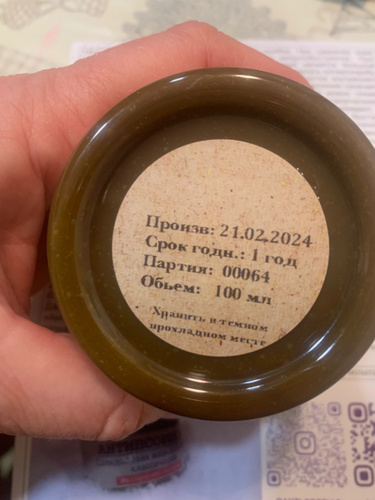 Произв: 21.02.2024
Срок годн.: 1 год
Партия: 00064
Обьем: 100 мл
Хранить в темном
прохладном месте